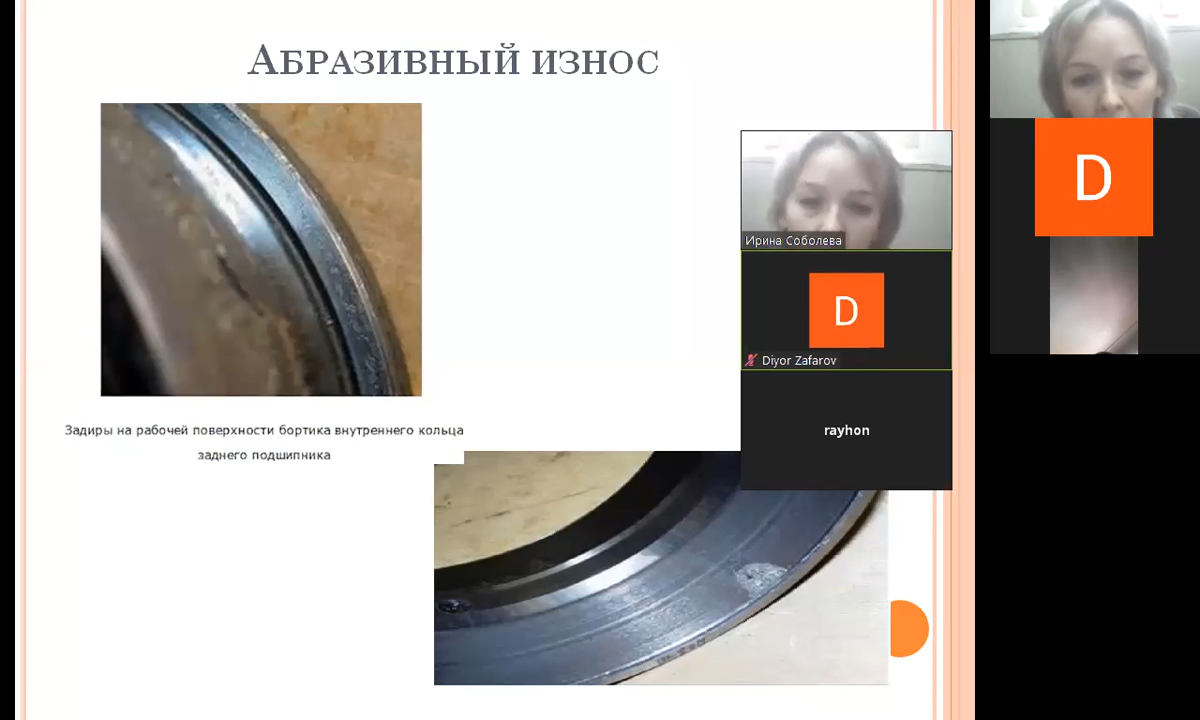 Абразивный износ
Задиры на рабочей поверхности бортика внутреннего кольца
заднего подшипника
Ирина Соболева
D
Diyor Zafarov
rayhon
D